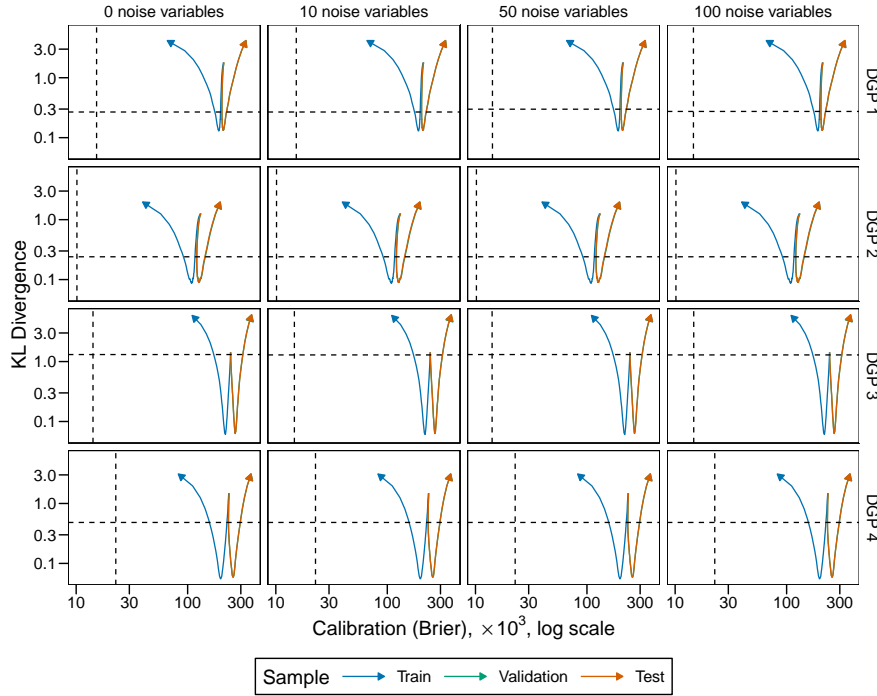 0 noise variables
10 noise variables
50 noise variables
100 noise variables
KL Divergence
3.0
1.0
0.3
0.1
DGP 1
3.0
1.0
0.3
0.1
DGP 2
3.0
1.0
0.3
0.1
DGP 3
3.0
1.0
0.3
0.1
DGP 4
10 30 100 300
10 30 100 300
10 30 100 300
10 30 100 300
Calibration (Brier), ×10³, log scale
Sample Train Validation Test